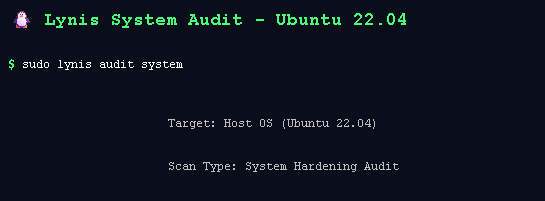 Lynis System Audit - Ubuntu 22.04
$ sudo lynis audit system
Target: Host OS (Ubuntu 22.04)
Scan Type: System Hardening Audit